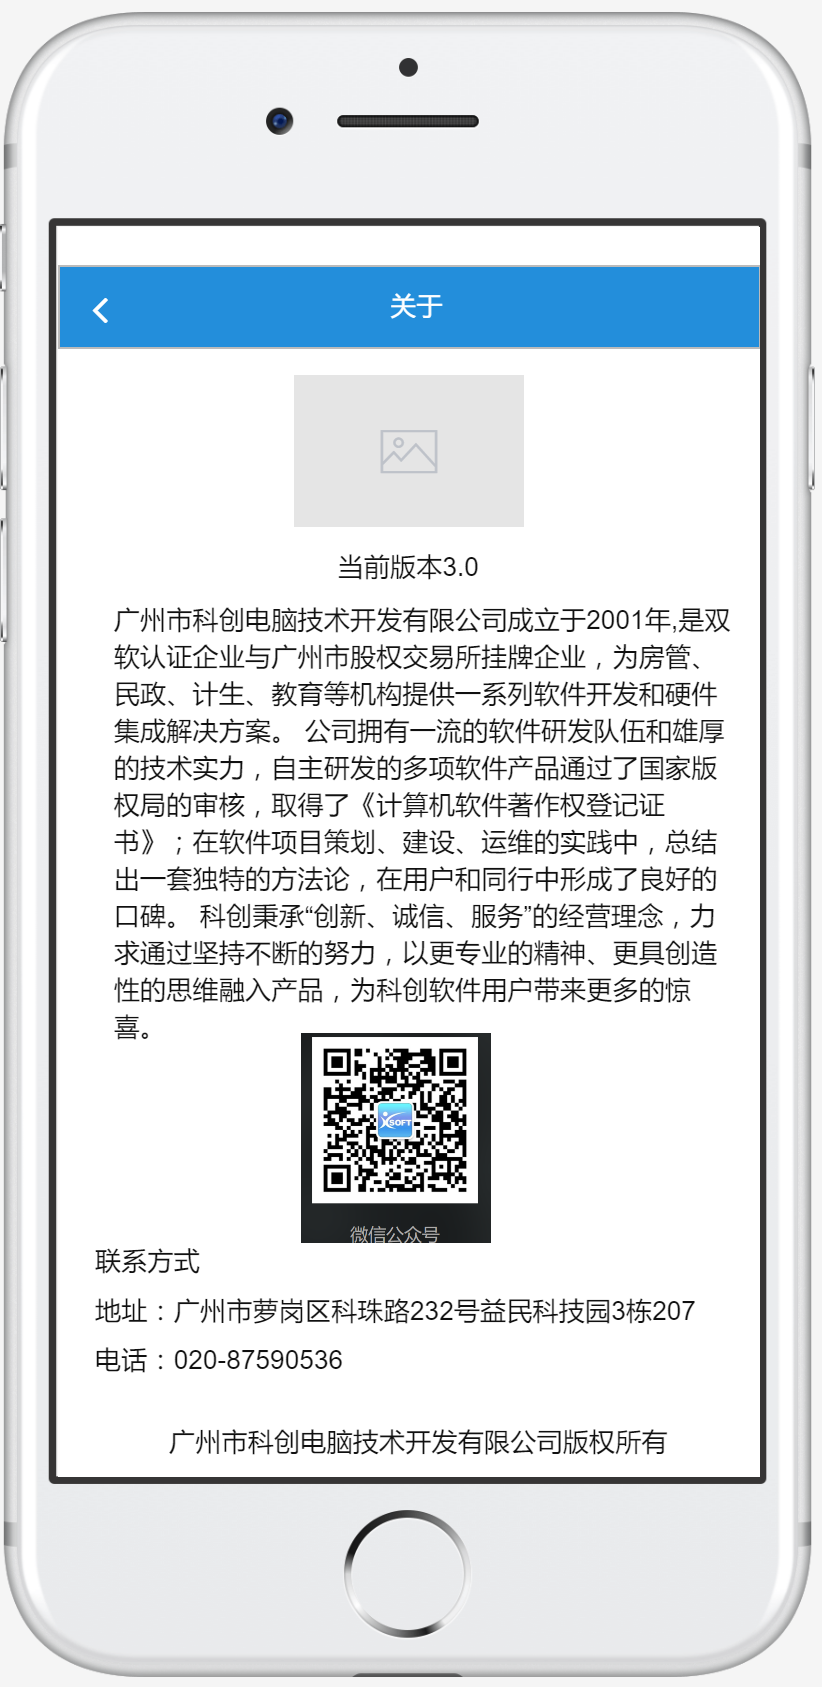 关于
当前版本3.0
广州市科创电脑技术开发有限公司成立于2001年,是双
软认证企业与广州市股权交易所挂牌企业，为房管、
民政、计生、教育等机构提供一系列软件开发和硬件
集成解决方案。 公司拥有一流的软件研发队伍和雄厚
的技术实力，自主研发的多项软件产品通过了国家版
权局的审核，取得了《计算机软件著作权登记证
书》；在软件项目策划、建设、运维的实践中，总结
出一套独特的方法论，在用户和同行中形成了良好的
口碑。 科创秉承“创新、诚信、服务”的经营理念，力
求通过坚持不断的努力，以更专业的精神、更具创造
性的思维融入产品，为科创软件用户带来更多的惊
喜。
XSOFT
微信公众号
联系方式
地址：广州市萝岗区科珠路232号益民科技园3栋207
电话：020-87590536
广州市科创电脑技术开发有限公司版权所有